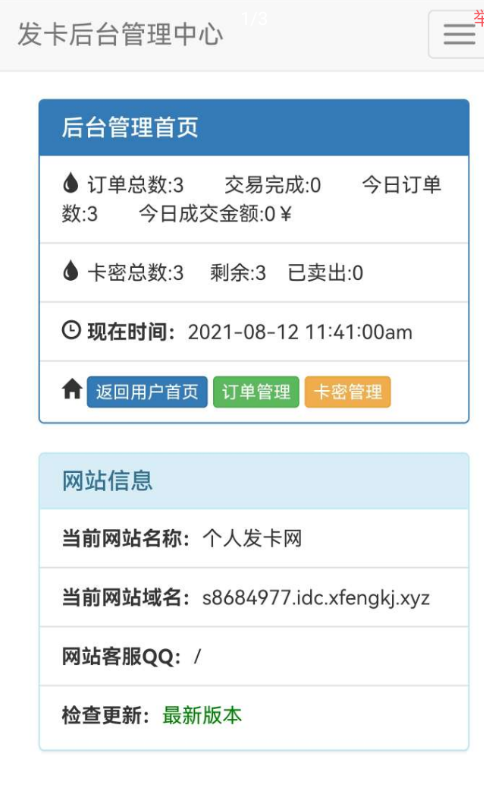 1/3
发卡后台管理中心
举
后台管理首页
订单总数:3 交易完成:0 今日订单
数:3 今日成交金额:0¥
卡密总数:3 剩余:3 已卖出:0
现在时间：2021-08-12 11:41:00am
返回用户首页 订单管理 卡密管理
网站信息
当前网站名称：个人发卡网
当前网站域名：s8684977.idc.xfengkj.xyz
网站客服QQ：/
检查更新：最新版本